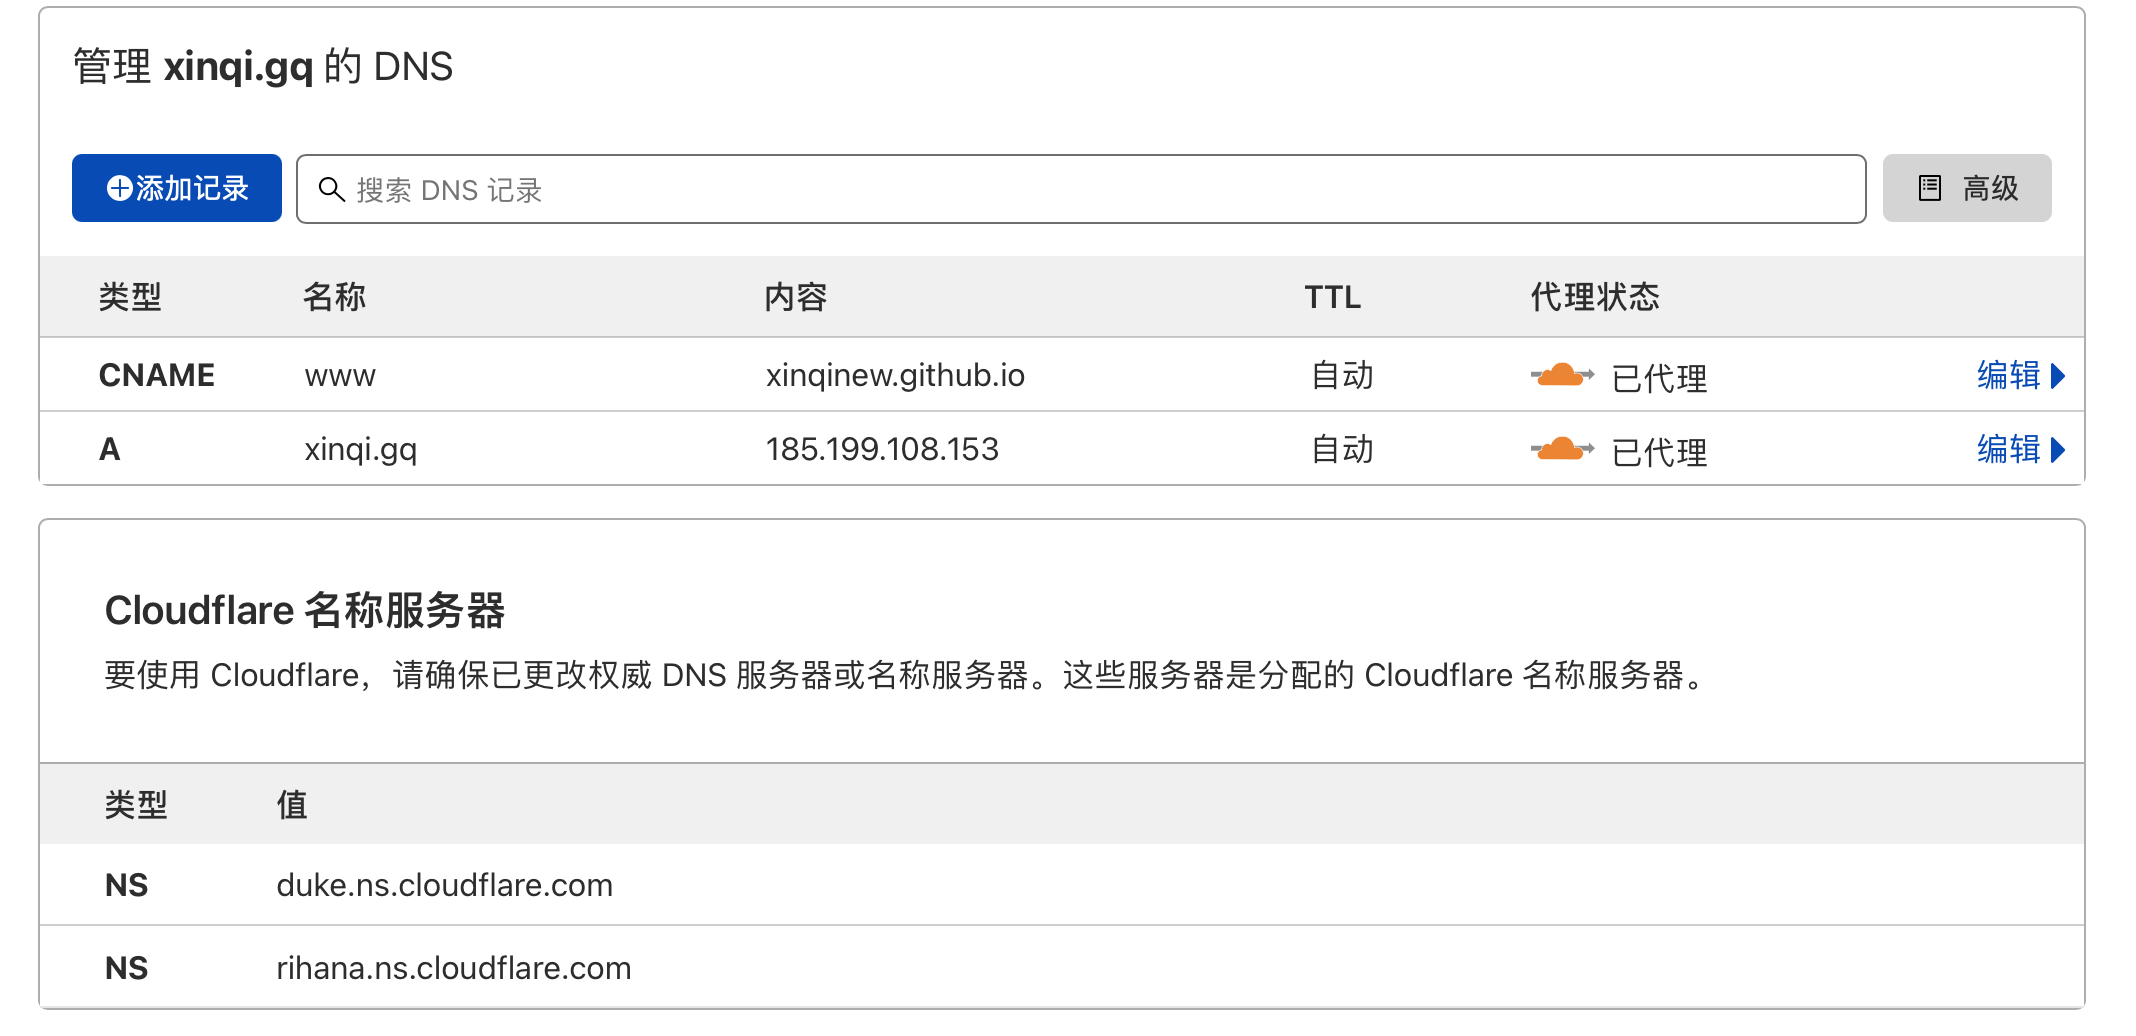 管理 xinqi.gq 的 DNS
添加记录
搜索 DNS 记录
高级
类型 名称 内容 TTL 代理状态
CNAME www xinqinew.github.io 自动 已代理 编辑
A xinqi.gq 185.199.108.153 自动 已代理 编辑
Cloudflare 名称服务器
要使用 Cloudflare，请确保已更改权威 DNS 服务器或名称服务器。这些服务器是分配的 Cloudflare 名称服务器。
类型 值
NS duke.ns.cloudflare.com
NS rihana.ns.cloudflare.com